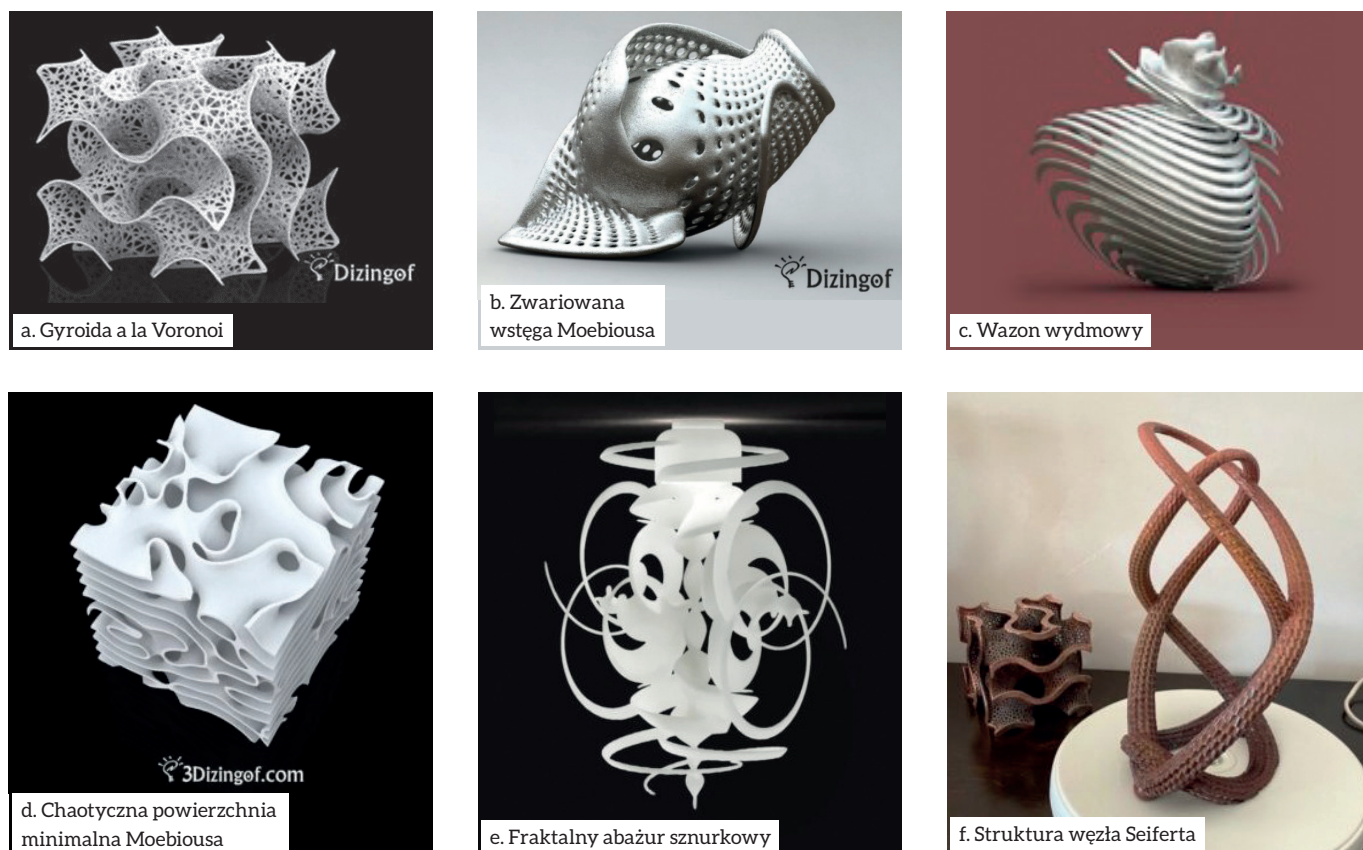 Dizingof
a. Gyroida a la Voronoi
Dizingof
b. Zwariowana
wstęga Moebiousa
c. Wazon wydmowy
3Dizingof.com
d. Chaotyczna powierzchnia
minimalna Moebiousa
e. Fraktalny abażur sznurkowy
f. Struktura węzła Seiferta